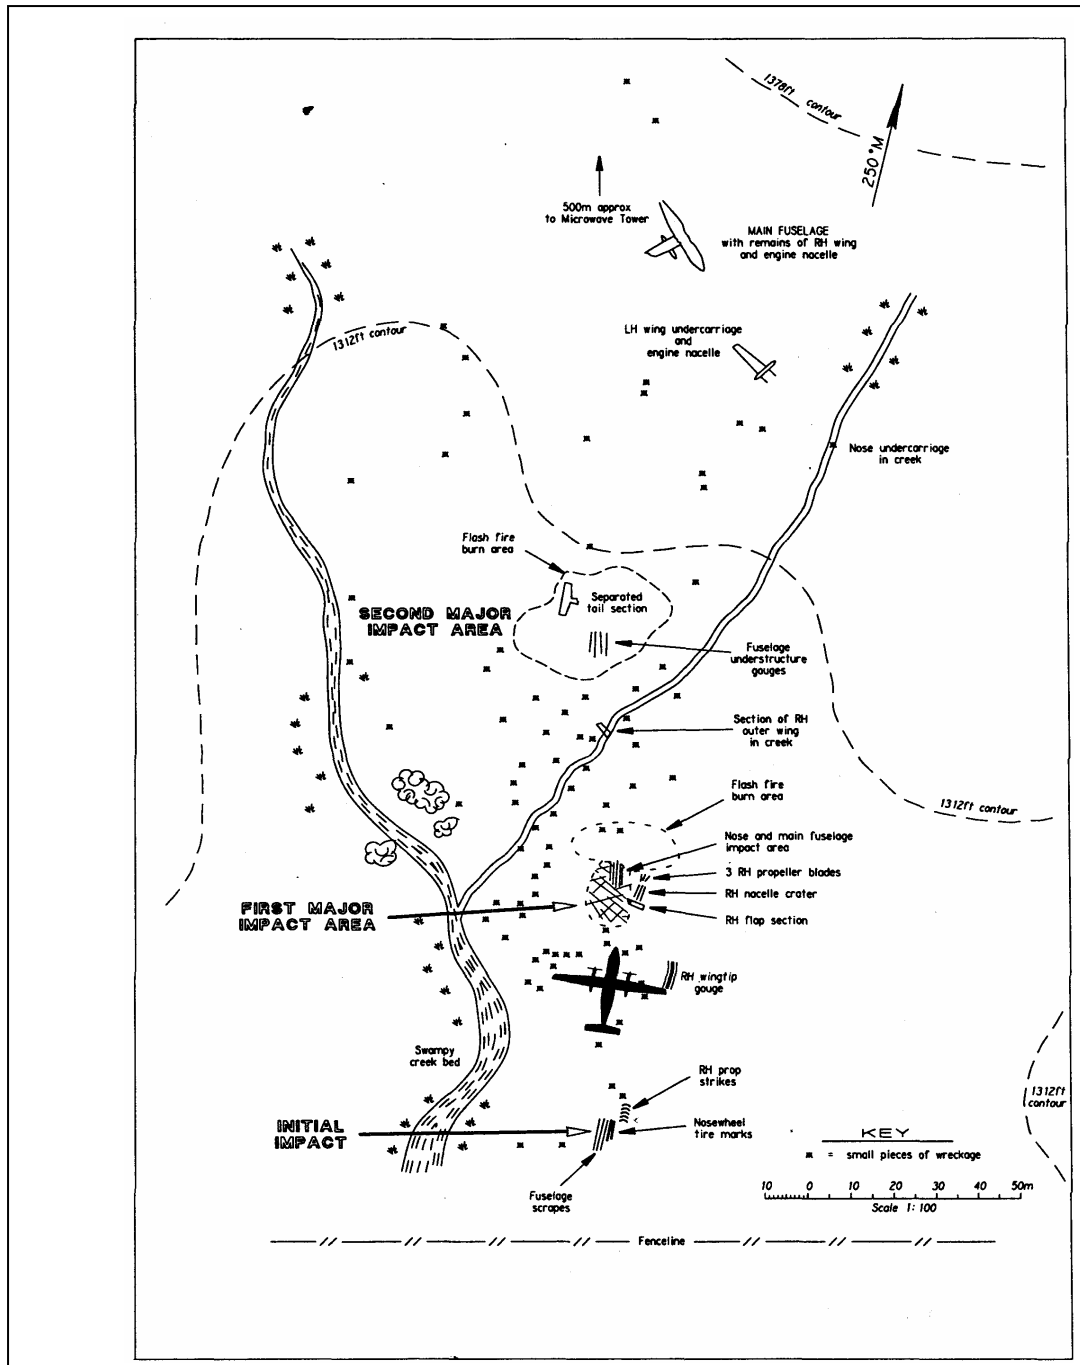 1378ft contour
250°M
500m approx
to Microwave Tower
MAIN FUSELAGE
with remains of RH wing
and engine nacelle
1312ft contour
LH wing undercarriage
and
engine nacelle
Nose undercarriage
in creek
Flash fire
burn area
Separated
tail section
SECOND MAJOR
IMPACT AREA
Fuselage
understructure
gouges
Section of RH
outer wing
in creek
Flash fire
burn area
1312ft contour
Nose and main fuselage
impact area
3 RH propeller blades
RH nacelle crater
RH flap section
FIRST MAJOR
IMPACT AREA
RH wingtip
gouge
Swampy
creek bed
RH prop
strikes
1312ft
contour
INITIAL
IMPACT
Nosewheel
tire marks
KEY
= small pieces of wreckage
Fuselage
scrapes
10 0 10 20 30 40 50m
Scale 1:100
Fenceline